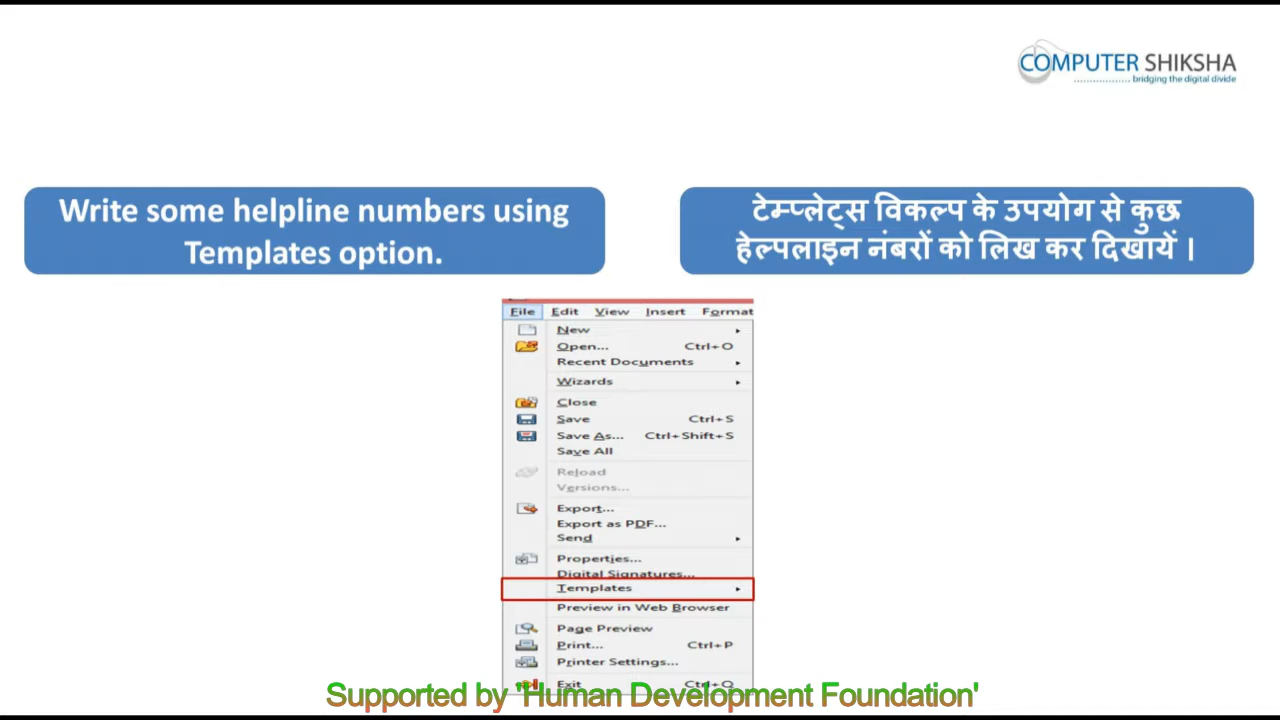 COMPUTER SHIKSHA
bridging the digital divide
Write some helpline numbers using
Templates option.
टेम्प्लेट्स विकल्प के उपयोग से कुछ
हेल्पलाइन नंबरों को लिख कर दिखायें ।
File Edit View Insert Format
New
Open... Ctrl+O
Recent Documents
Wizards
Close
Save Ctrl+S
Save As... Ctrl+Shift+S
Save All
Reload
Versions...
Export...
Export as PDF...
Send
Properties...
Digital Signatures...
Templates
Preview in Web Browser
Page Preview
Print... Ctrl+P
Printer Settings...
Exit Ctrl+Q
Supported by 'Human Development Foundation'